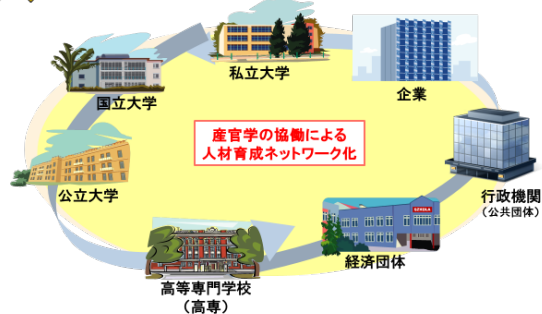 私立大学
企業
国立大学
産官学の協働による
人材育成ネットワーク化
公立大学
行政機関
（公共団体）
経済団体
高等専門学校
（高専）